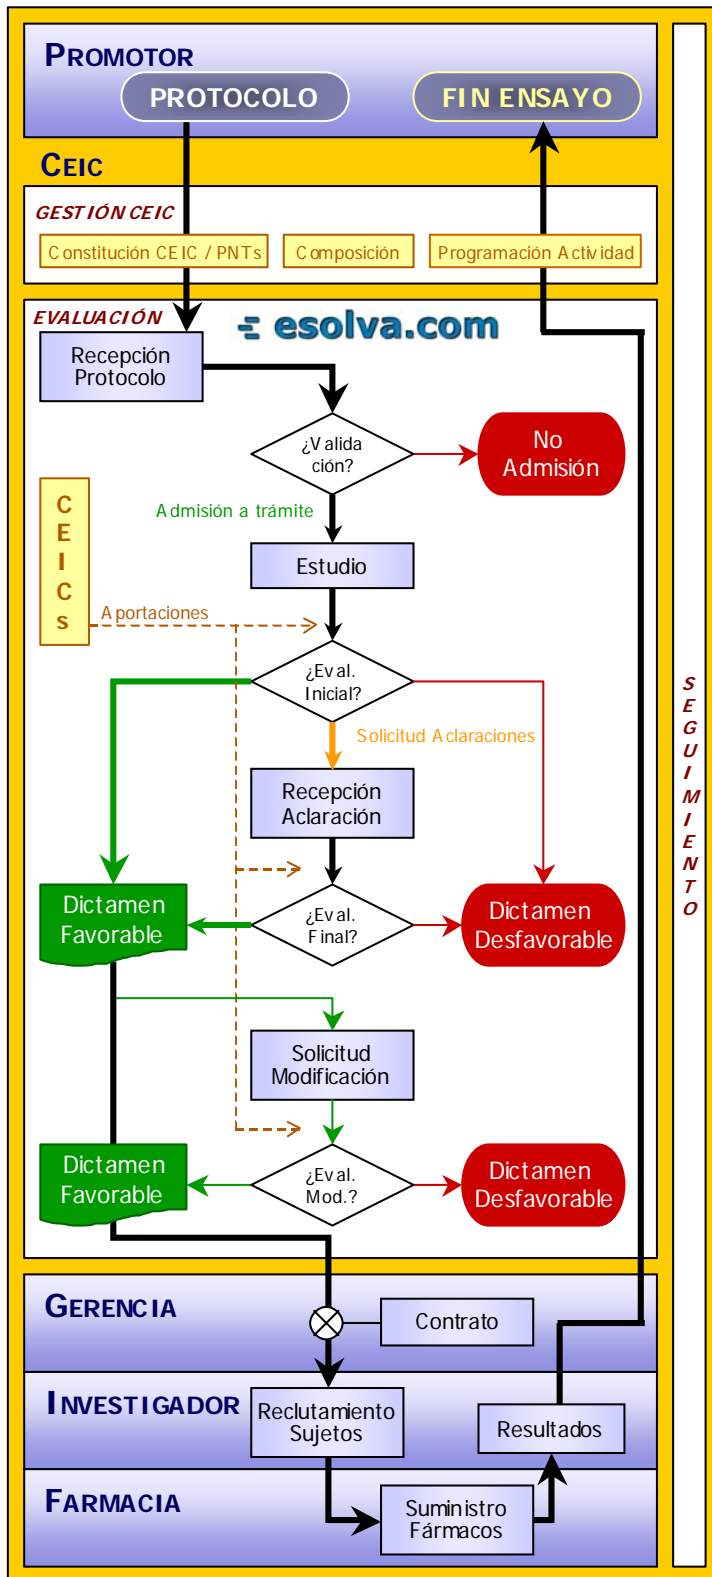 PROMOTOR
PROTOCOLO
FIN ENSAYO
CEIC
GESTIÓN CEIC
Constitución CEIC / PNTs
Composición
Programación Actividad
EVALUACIÓN
esolva.com
Recepción
Protocolo
¿Valida
ción?
No
Admisión
Admisión a trámite
CEICs
Estudio
Aportaciones
¿Eval.
Inicial?
Solicitud Aclaraciones
Recepción
Aclaración
Dictamen
Favorable
¿Eval.
Final?
Dictamen
Desfavorable
Solicitud
Modificación
Dictamen
Favorable
¿Eval.
Mod.?
Dictamen
Desfavorable
SEGUIMIENTO
GERENCIA
Contrato
INVESTIGADOR
Reclutamiento
Sujetos
Resultados
FARMACIA
Suministro
Fármacos